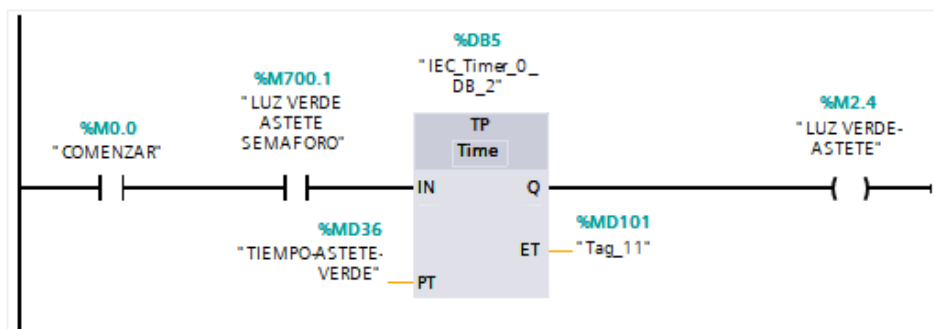 %DB5
"IEC_Timer_0_
DB_2"
%M700.1
"LUZ VERDE
ASTETE
SEMAFORO"
%M2.4
"LUZ VERDE-
ASTETE"
%M0.0
"COMENZAR"
TP
Time
IN
Q
%MD36
"TIEMPO-ASTETE-
VERDE"
PT
%MD101
ET
"Tag_11"